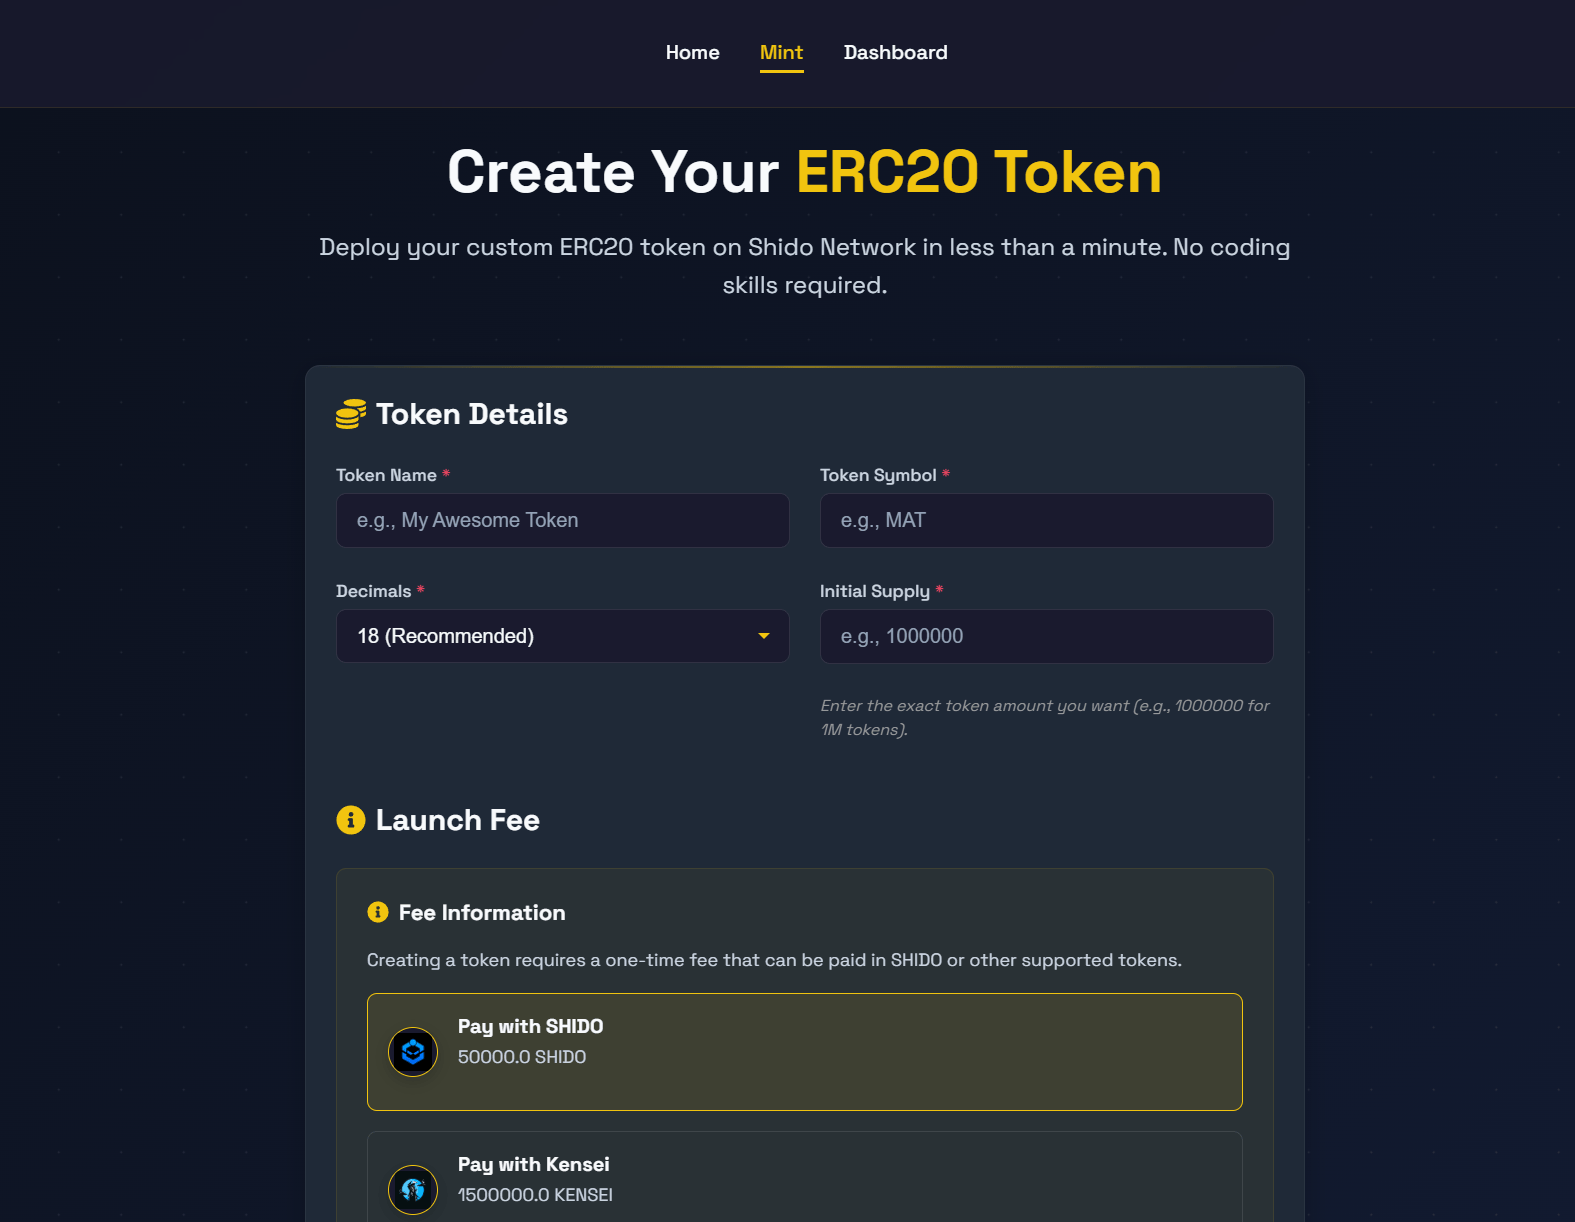 Home Mint Dashboard
Create Your ERC20 Token
Deploy your custom ERC20 token on Shido Network in less than a minute. No coding
skills required.
Token Details
Token Name * Token Symbol *
e.g., My Awesome Token e.g., MAT
Decimals * Initial Supply *
18 (Recommended) e.g., 1000000
Enter the exact token amount you want (e.g., 1000000 for
1M tokens).
Launch Fee
Fee Information
Creating a token requires a one-time fee that can be paid in SHIDO or other supported tokens.
Pay with SHIDO
50000.0 SHIDO
Pay with Kensei
1500000.0 KENSEI